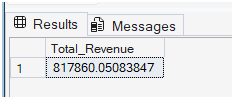 Results Messages
Total_Revenue
1 817860.05083847